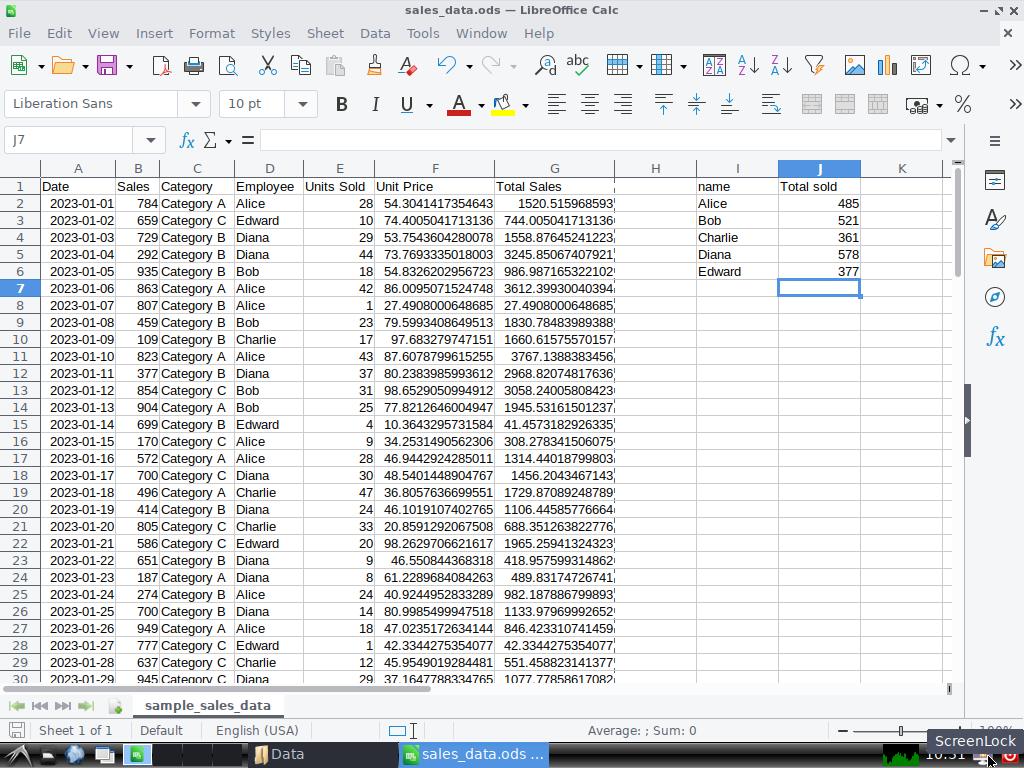 sales_data.ods — LibreOffice Calc
File Edit View Insert Format Styles Sheet Data Tools Window Help
Liberation Sans 10 pt B I U A
J7
A B C D E F G H I J K
1 Date Sales Category Employee Units Sold Unit Price Total Sales name Total sold
2 2023-01-01 784 Category A Alice 28 54.3041417354643 1520.515968593 Alice 485
3 2023-01-02 659 Category C Edward 10 74.4005041713136 744.005041713136 Bob 521
4 2023-01-03 729 Category B Diana 29 53.7543604280078 1558.87645241223 Charlie 361
5 2023-01-04 292 Category B Diana 44 73.7693335018003 3245.85067407921 Diana 578
6 2023-01-05 935 Category B Bob 18 54.8326202956723 986.987165322102 Edward 377
7 2023-01-06 863 Category A Alice 42 86.0095071524748 3612.39930040394
8 2023-01-07 807 Category B Alice 1 27.4908000648685 27.4908000648685
9 2023-01-08 459 Category B Bob 23 79.5993408649513 1830.78483989388
10 2023-01-09 109 Category B Charlie 17 97.683279747151 1660.61575570157
11 2023-01-10 823 Category A Alice 43 87.6078799615255 3767.1388383456
12 2023-01-11 377 Category B Diana 37 80.2383985993612 2968.82074817636
13 2023-01-12 854 Category C Bob 31 98.6529050994912 3058.24005808423
14 2023-01-13 904 Category A Bob 25 77.8212646004947 1945.53161501237
15 2023-01-14 699 Category B Edward 4 10.3643295731584 41.4573182926335
16 2023-01-15 170 Category C Alice 9 34.2531490562306 308.278341506075
17 2023-01-16 572 Category A Alice 28 46.9442924285011 1314.44018799803
18 2023-01-17 700 Category C Diana 30 48.5401448904767 1456.2043467143
19 2023-01-18 496 Category A Charlie 47 36.8057636699551 1729.87089248789
20 2023-01-19 414 Category B Diana 24 46.1019107402765 1106.44585776664
21 2023-01-20 805 Category C Charlie 33 20.8591292067508 688.351263822776
22 2023-01-21 586 Category C Edward 20 98.2629706621617 1965.25941324323
23 2023-01-22 651 Category B Diana 9 46.550844368318 418.957599314862
24 2023-01-23 187 Category A Diana 8 61.2289684084263 489.83174726741
25 2023-01-24 274 Category B Alice 24 40.9244952833289 982.187886799893
26 2023-01-25 700 Category B Diana 14 80.9985499947518 1133.97969992652
27 2023-01-26 949 Category A Alice 18 47.0235172634144 846.423310741459
28 2023-01-27 777 Category C Edward 1 42.3344275354077 42.3344275354077
29 2023-01-28 637 Category C Charlie 12 45.9549019284481 551.458823141377
30 2023-01-29 945 Category C Diana 29 37.1647788334765 1077.77858617082
sample_sales_data
Sheet 1 of 1 Default English (USA) Average: ; Sum: 0
ScreenLock
Data sales_data.ods ... 10:31